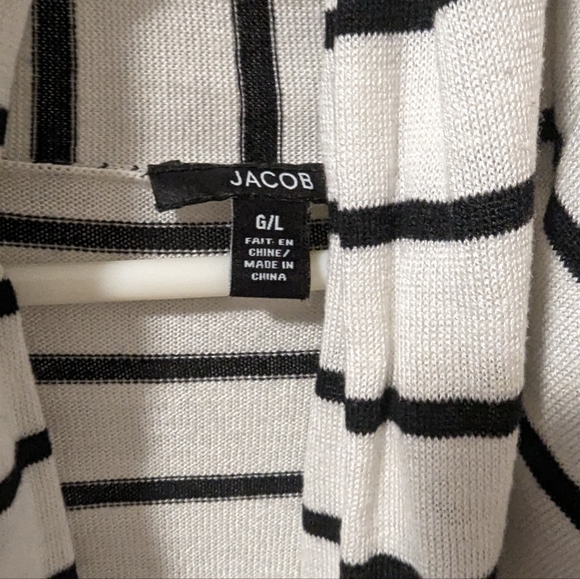 JACOB
G/L
FAIT EN
CHINE/
MADE IN
CHINA